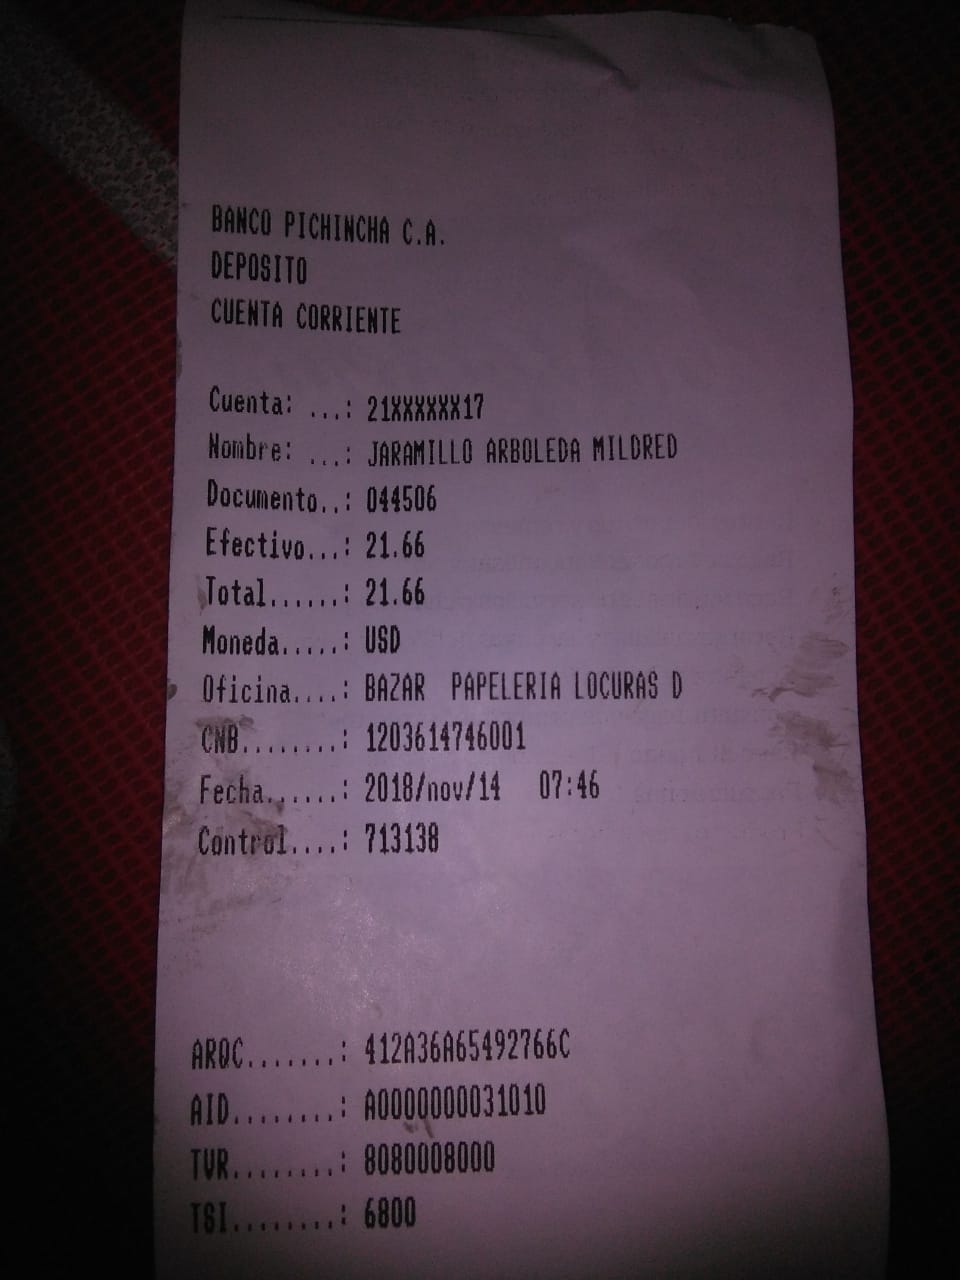 BANCO PICHINCHA C.A.
DEPOSITO
CUENTA CORRIENTE
Cuenta: ...: 21XXXXXX17
Nombre: ...: JARAMILLO ARBOLEDA MILDRED
Documento..: 044506
Efectivo...: 21.66
Total......: 21.66
Moneda.....: USD
Oficina....: BAZAR PAPELERIA LOCURAS D
CNB........: 1203614746001
Fecha......: 2018/nov/14 07:46
Control....: 713138
ARQC.......: 412A36A65492766C
AID........: A0000000031010
TVR........: 8080008000
TSI........: 6800